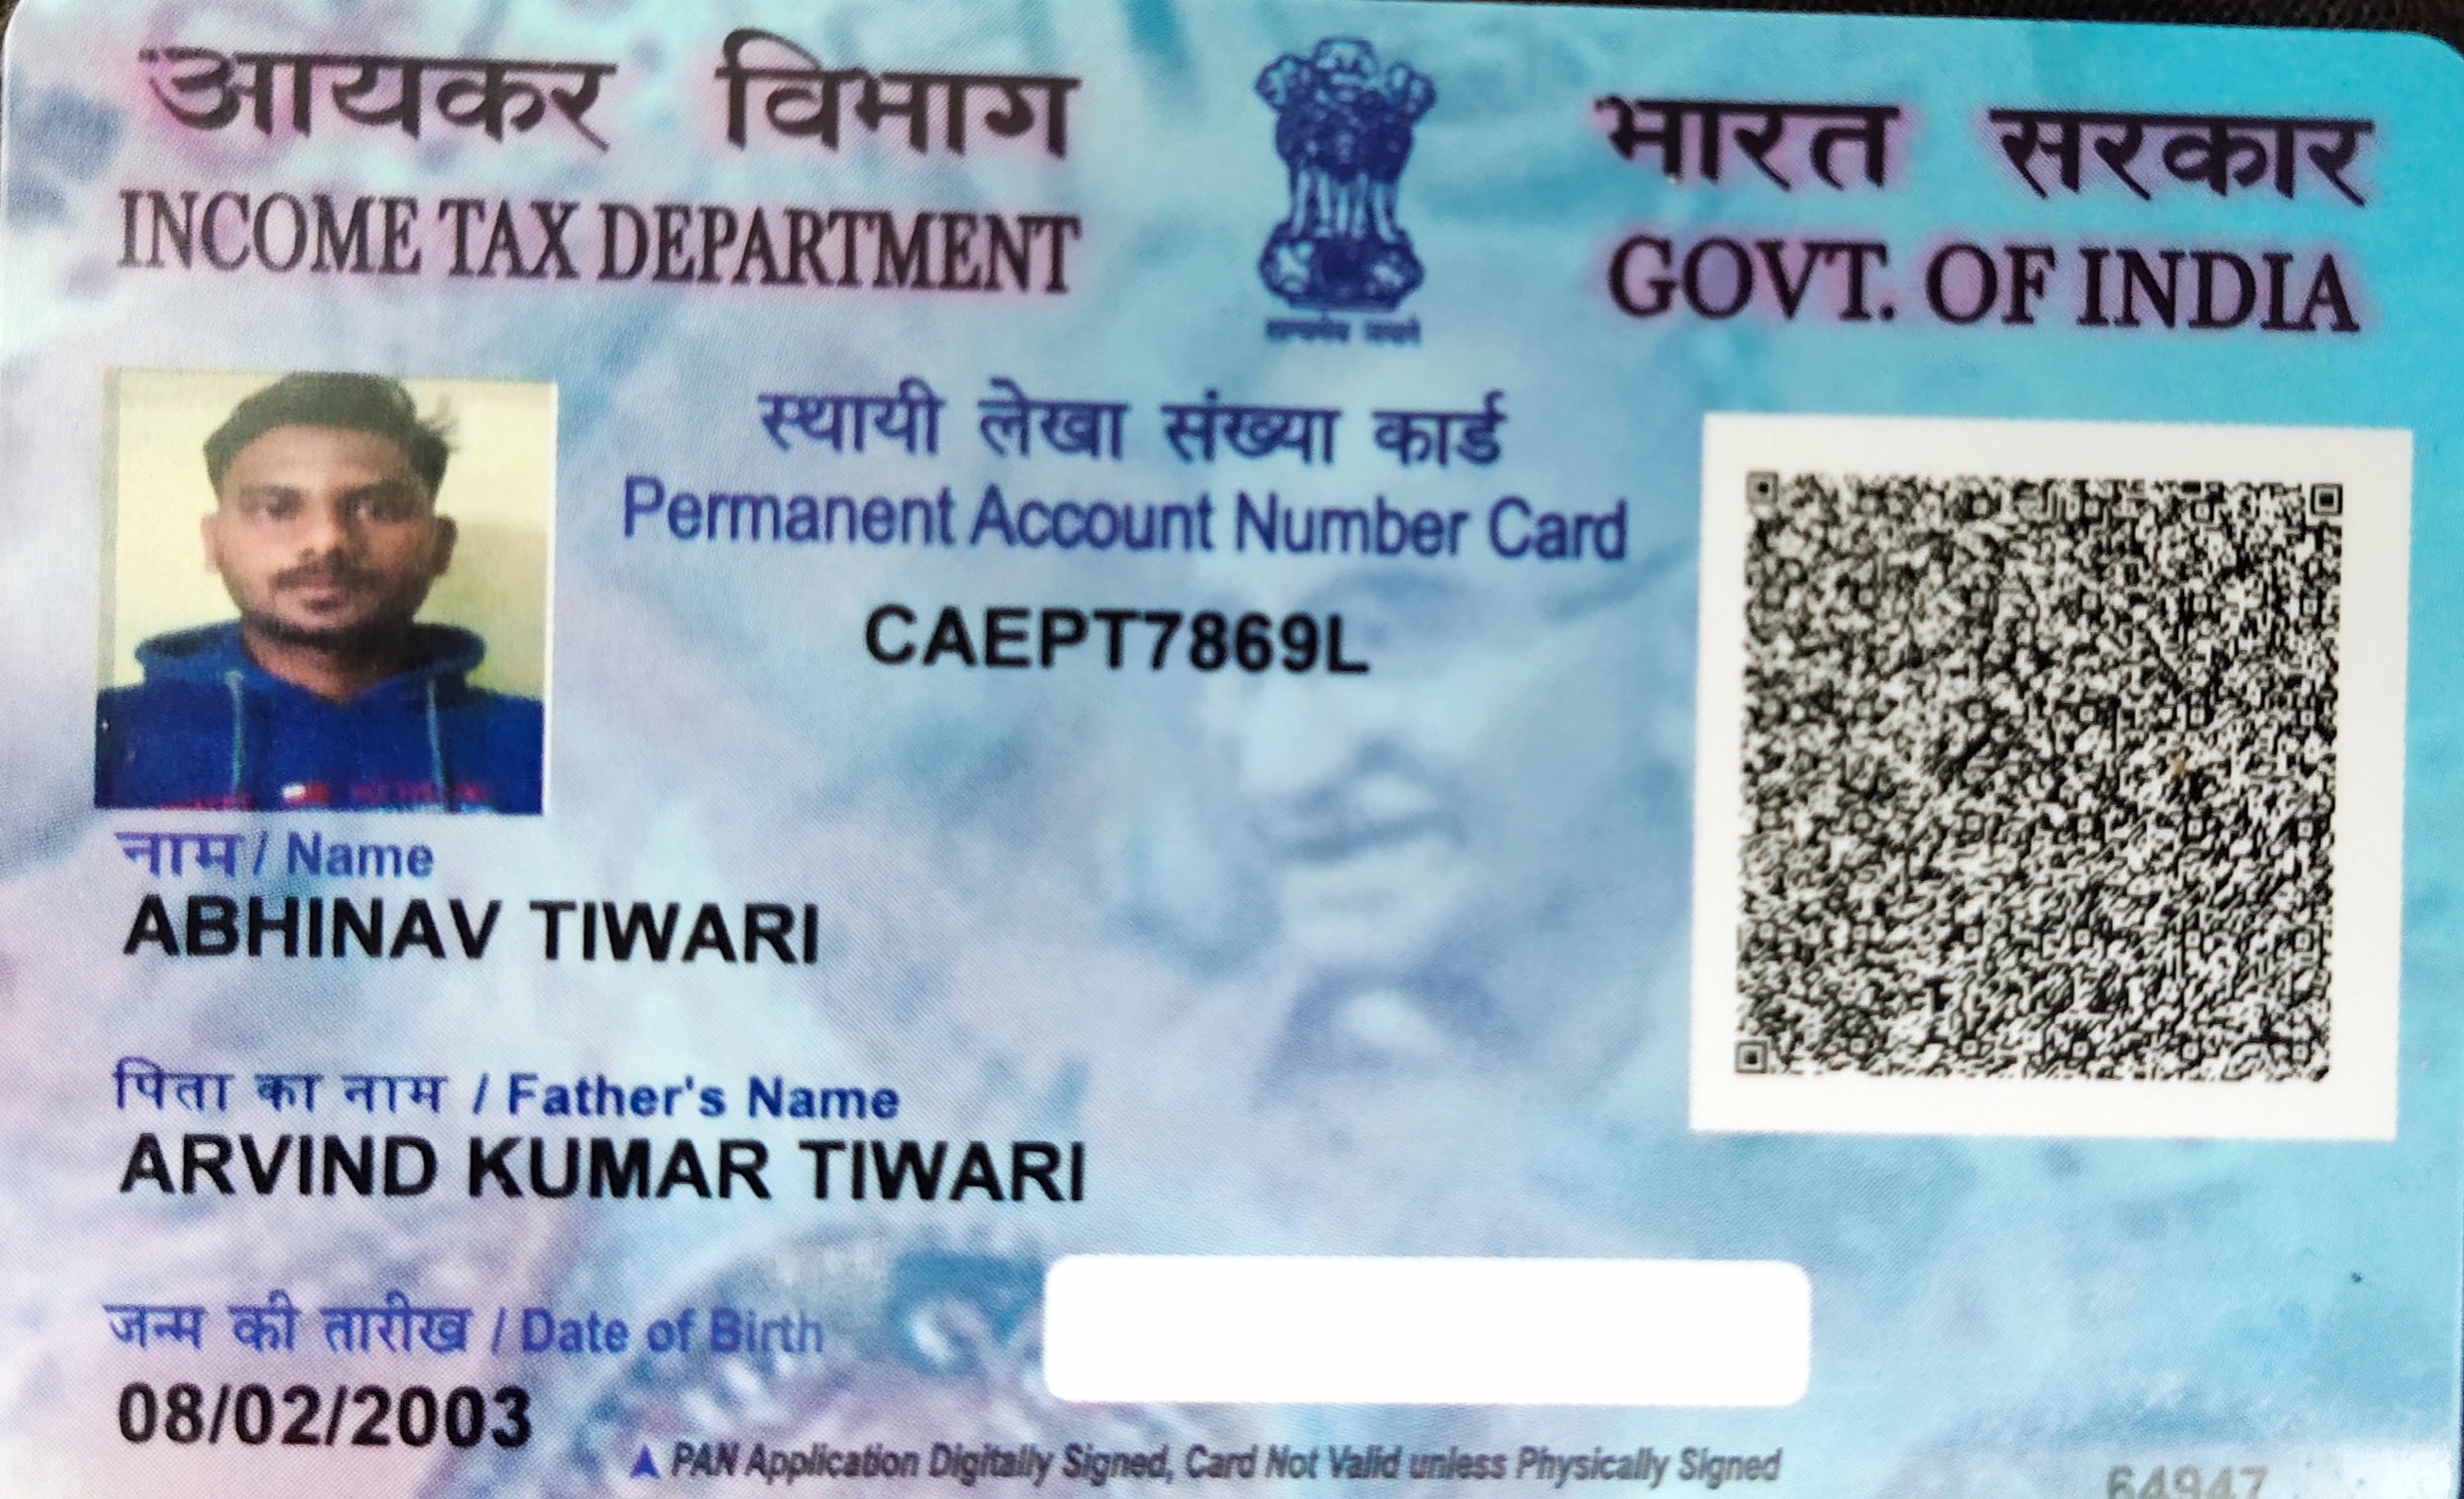 आयकर विभाग
INCOME TAX DEPARTMENT
भारत सरकार
GOVT. OF INDIA
सत्यमेव जयते
स्थायी लेखा संख्या कार्ड
Permanent Account Number Card
CAEPT7869L
नाम / Name
ABHINAV TIWARI
पिता का नाम / Father's Name
ARVIND KUMAR TIWARI
जन्म की तारीख / Date of Birth
08/02/2003
PAN Application Digitally Signed, Card Not Valid unless Physically Signed
64947